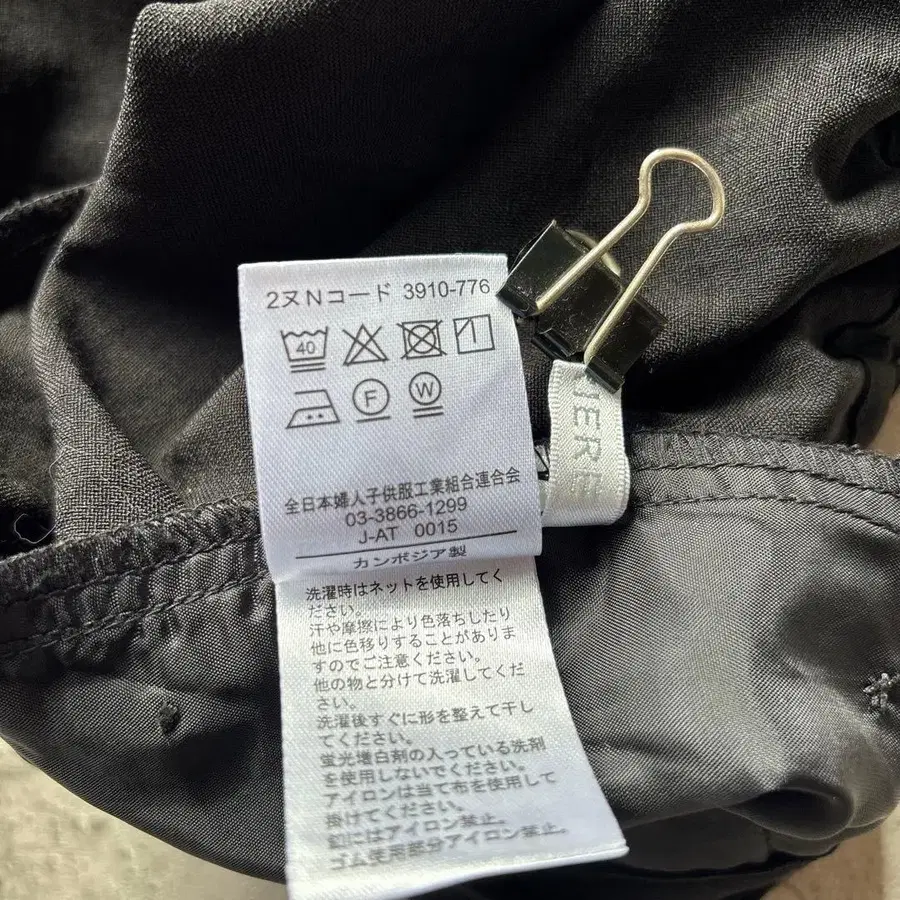 2ヌNコード 3910-776
40
F W
全日本婦人子供服工業組合連合会
03-3866-1299
J-AT 0015
カンボジア製
洗濯時はネットを使用してく
ださい。
汗や摩擦により色落ちしたり
他に色移りすることがありま
すのでご注意ください。
他の物と分けて洗濯してくだ
さい。
洗濯後すぐに形を整えて干し
てください。
蛍光増白剤の入っている洗剤
を使用しないでください。
アイロンは当て布を使用して
掛けてください。
釦にはアイロン禁止。
ゴム使用部分アイロン禁止。